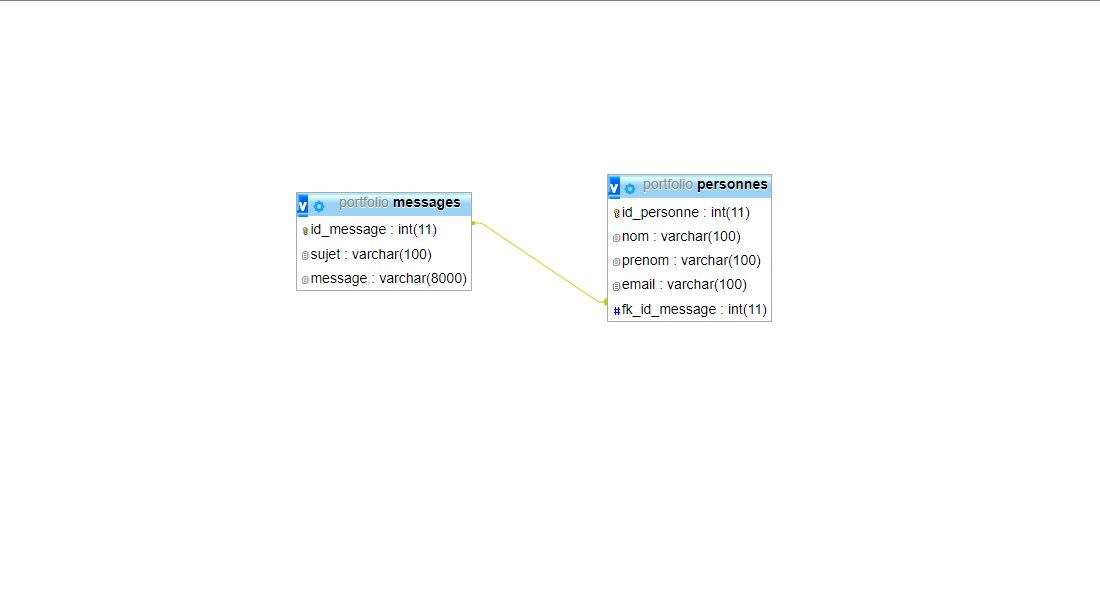 v portfolio messages
id_message : int(11)
sujet : varchar(100)
message : varchar(8000)
v portfolio personnes
id_personne : int(11)
nom : varchar(100)
prenom : varchar(100)
email : varchar(100)
#fk_id_message : int(11)